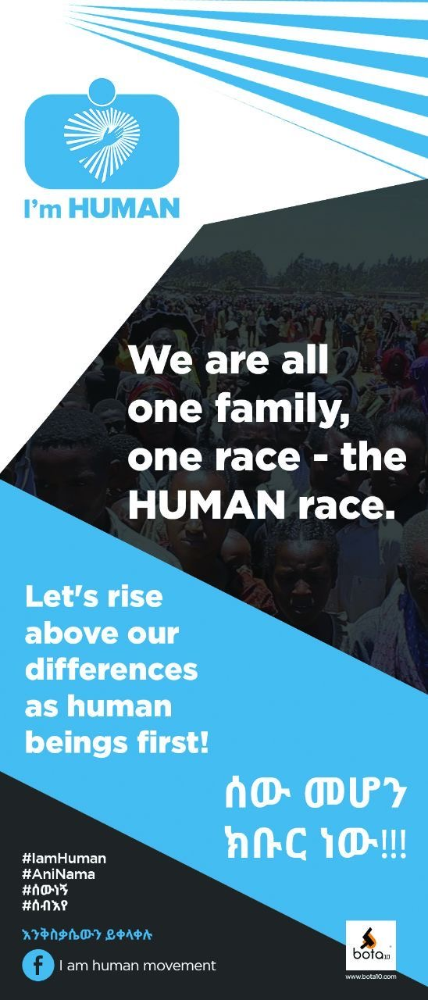 I'm HUMAN
We are all
one family,
one race - the
HUMAN race.
Let's rise
above our
differences
as human
beings first!
ሰው መሆን
ክቡር ነው!!!
#IamHuman
#AniNama
#ሰውነኝ
#ሰብእየ
እንቅስቃሴውን ይቀላቀሉ
f I am human movement
bota10
www.bota10.com